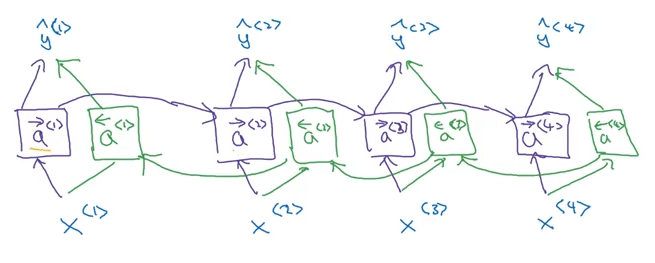 ŷ<1> ŷ<2> ŷ<3> ŷ<4>
→a<1> ←a<1> →a<2> ←a<2> →a<3> ←a<3> →a<4> ←a<4>
x<1> x<2> x<3> x<4>